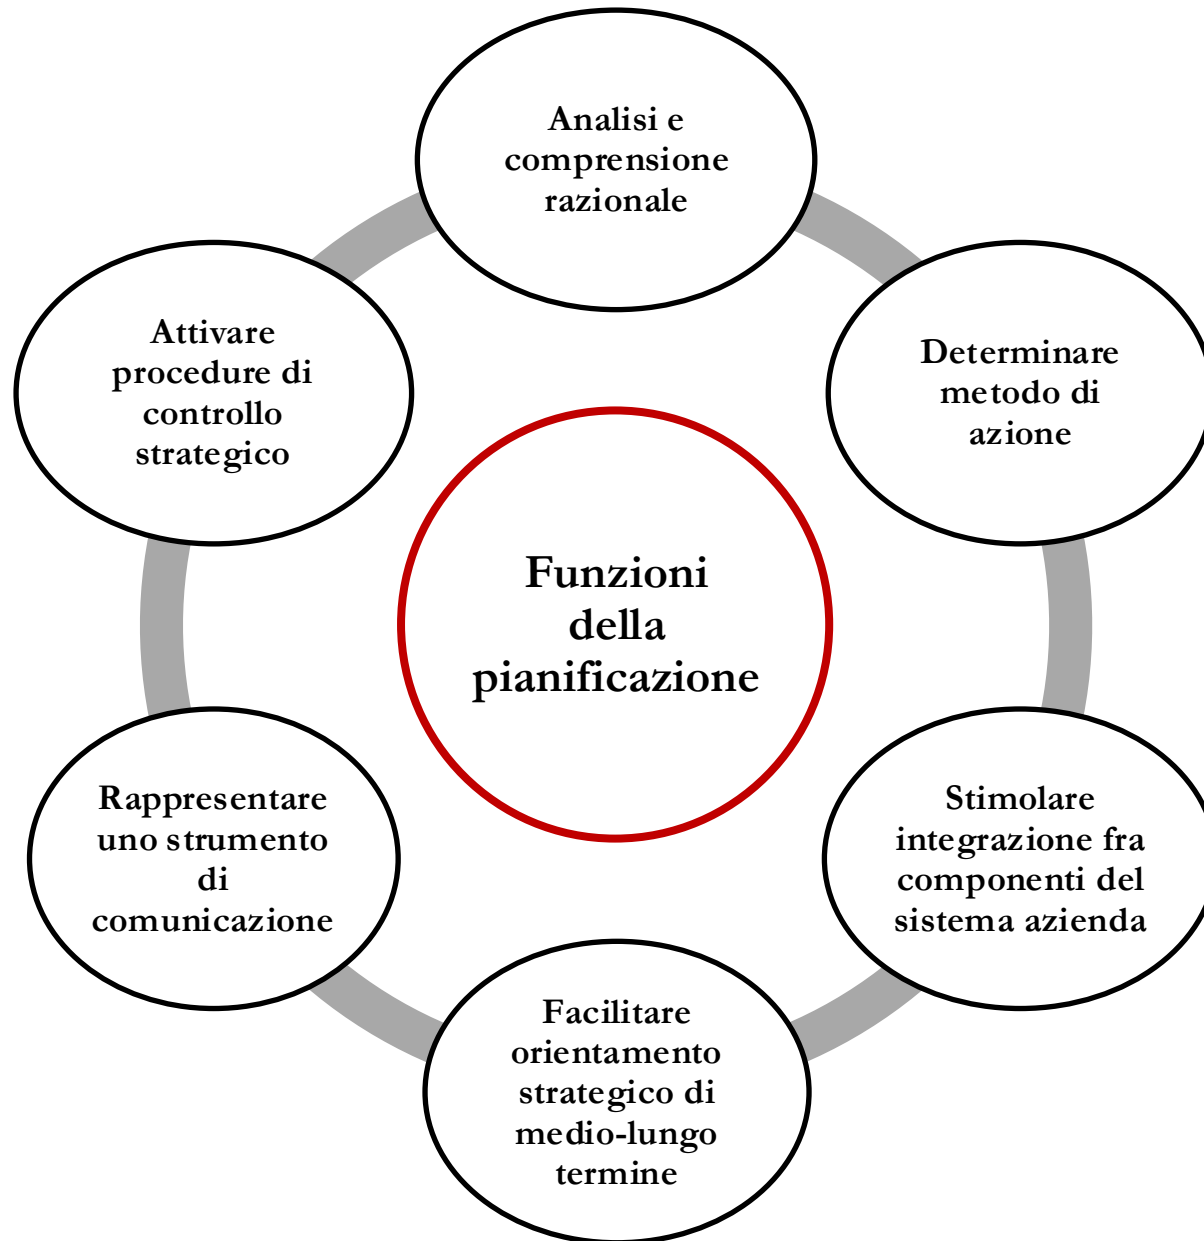 Analisi e
comprensione
razionale
Determinare
metodo di
azione
Stimolare
integrazione fra
componenti del
sistema azienda
Facilitare
orientamento
strategico di
medio-lungo
termine
Rappresentare
uno strumento
di
comunicazione
Attivare
procedure di
controllo
strategico
Funzioni
della
pianificazione